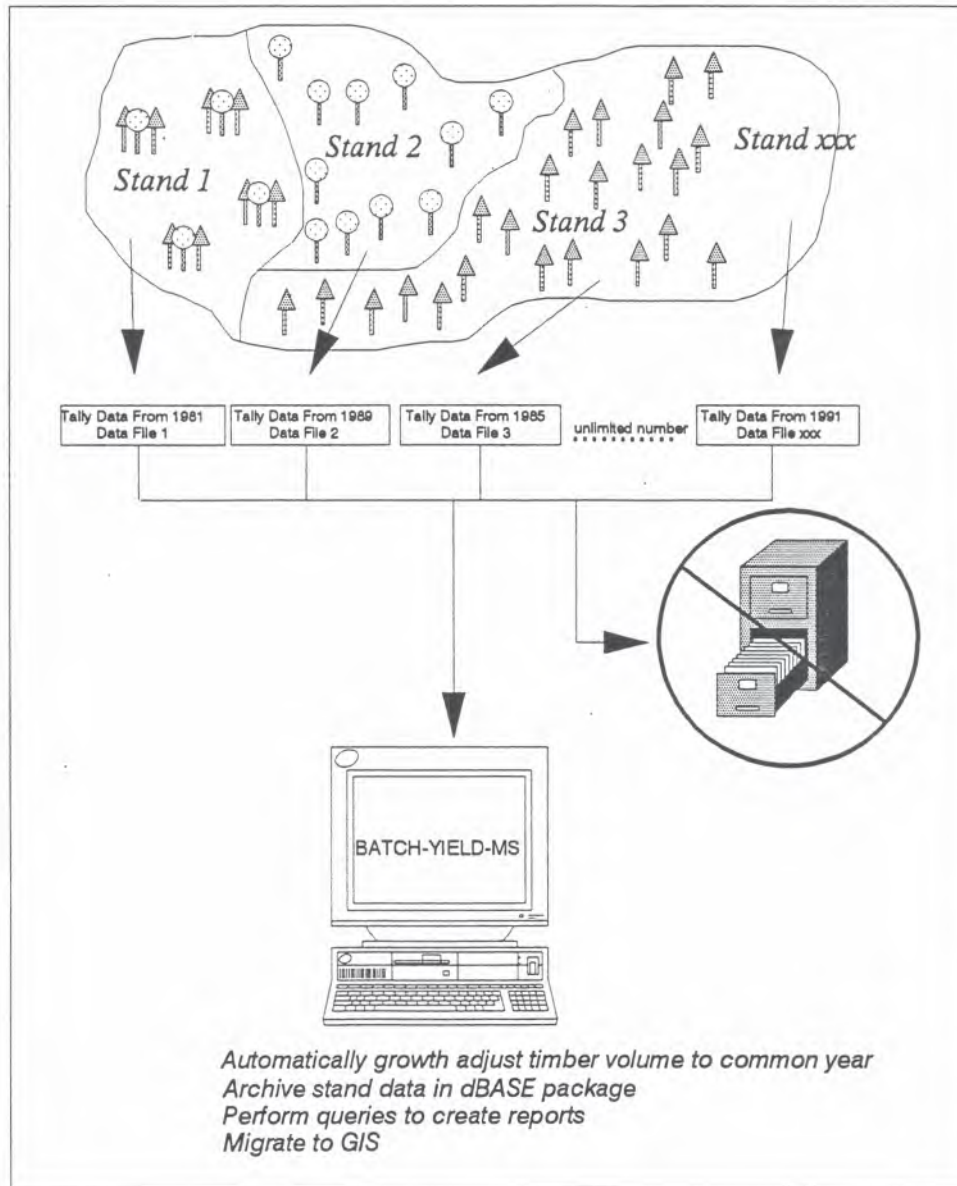 Stand 1
Stand 2
Stand 3
Stand xxx
Tally Data From 1981
Data File 1
Tally Data From 1989
Data File 2
Tally Data From 1985
Data File 3
unlimited number
Tally Data From 1991
Data File xxx
BATCH-YIELD-MS
Automatically growth adjust timber volume to common year
Archive stand data in dBASE package
Perform queries to create reports
Migrate to GIS